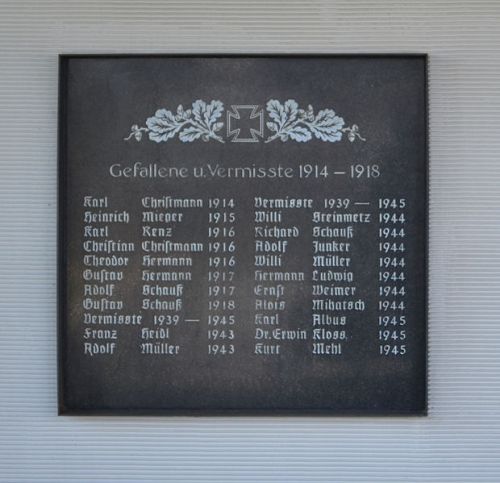 Gefallene u. Vermisste 1914 – 1918
Karl Christmann 1914
Heinrich Mieger 1915
Karl Renz 1916
Christian Christmann 1916
Theodor Hermann 1916
Gustav Hermann 1917
Adolf Schauß 1917
Gustav Schauß 1918
Vermisste 1939 — 1945
Franz Heidl 1943
Adolf Müller 1943
Vermisste 1939 — 1945
Willi Steinmetz 1944
Richard Schauß 1944
Adolf Junker 1944
Willi Müller 1944
Hermann Ludwig 1944
Ernst Weimer 1944
Alois Mihatsch 1944
Karl Albus 1945
Dr. Erwin Kloss. 1945
Kurt Mehl 1945